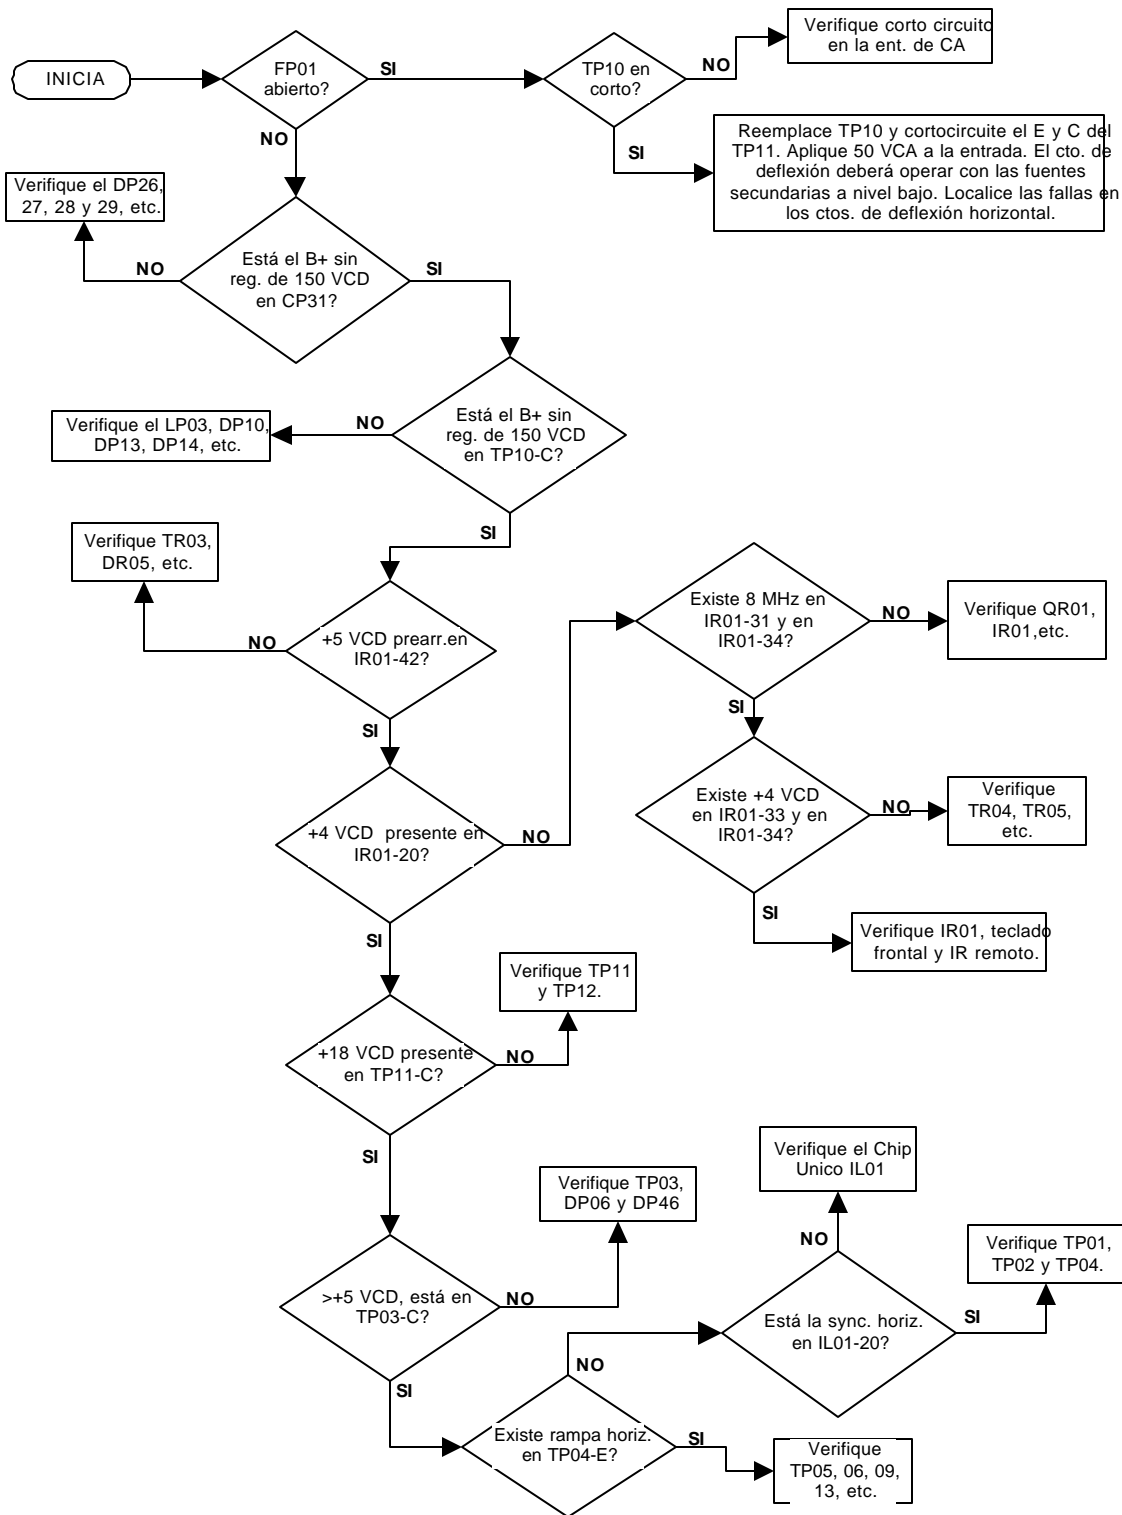 INICIA
FP01
abierto?
SI
TP10 en
corto?
NO
Verifique corto circuito
en la ent. de CA
SI
Reemplace TP10 y cortocircuite el E y C del
TP11. Aplique 50 VCA a la entrada. El cto. de
deflexión deberá operar con las fuentes
secundarias a nivel bajo. Localice las fallas en
los ctos. de deflexión horizontal.
NO
Verifique el DP26,
27, 28 y 29, etc.
NO
Está el B+ sin
reg. de 150 VCD
en CP31?
SI
Verifique el LP03, DP10,
DP13, DP14, etc.
NO
Está el B+ sin
reg. de 150 VCD
en TP10-C?
SI
Verifique TR03,
DR05, etc.
NO
+5 VCD prearr.en
IR01-42?
SI
Existe 8 MHz en
IR01-31 y en
IR01-34?
NO
Verifique QR01,
IR01,etc.
SI
+4 VCD  presente en
IR01-20?
NO
Existe +4 VCD
en IR01-33 y en
IR01-34?
NO
Verifique
TR04, TR05,
etc.
SI
Verifique IR01, teclado
frontal y IR remoto.
SI
+18 VCD presente
en TP11-C?
NO
Verifique TP11
y TP12.
SI
>+5 VCD, está en
TP03-C?
NO
Verifique TP03,
DP06 y DP46
SI
Existe rampa horiz.
en TP04-E?
NO
Está la sync. horiz.
en IL01-20?
NO
Verifique el Chip
Unico IL01
SI
Verifique TP01,
TP02 y TP04.
SI
Verifique
TP05, 06, 09,
13, etc.